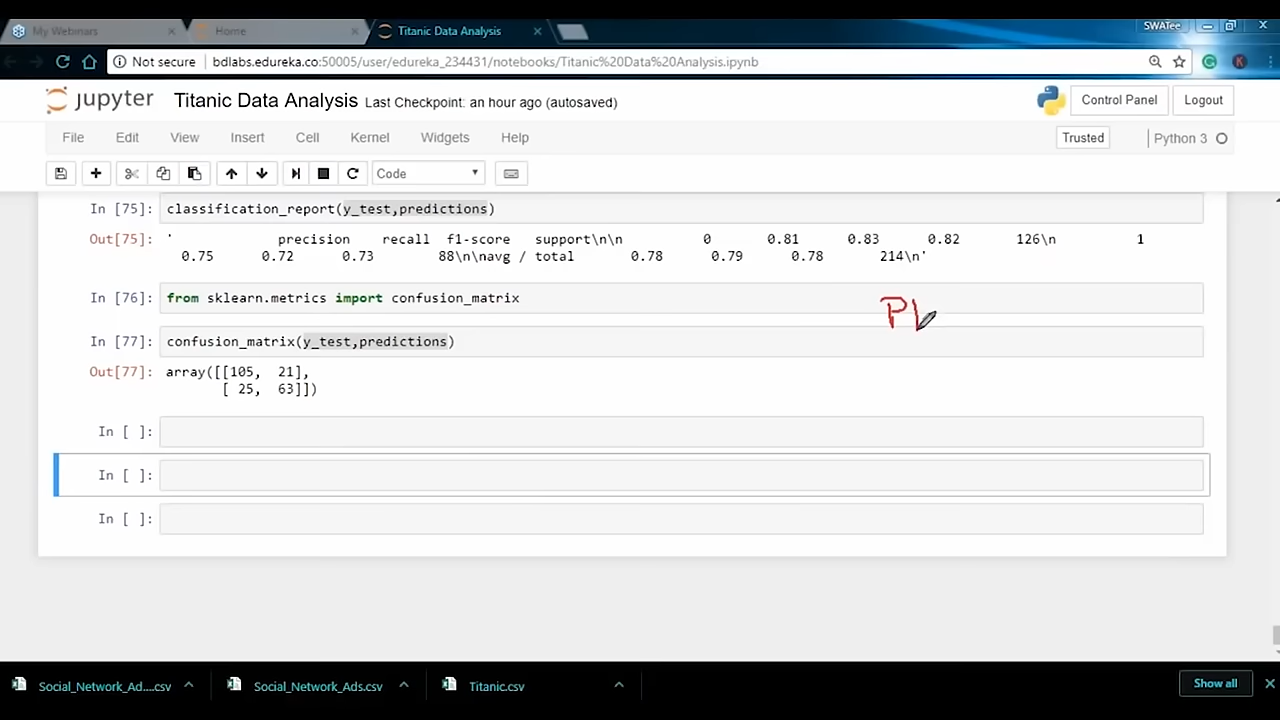 My Webinars
Home
Titanic Data Analysis
SWATee
Not secure
bdlabs.edureka.co:50005/user/edureka_234431/notebooks/Titanic%20Data%20Analysis.ipynb
K
jupyter Titanic Data Analysis Last Checkpoint: an hour ago (autosaved)
Control Panel
Logout
File Edit View Insert Cell Kernel Widgets Help
Trusted
Python 3
Code
In [75]: classification_report(y_test,predictions)
Out[75]: ' precision recall f1-score support\n\n 0 0.81 0.83 0.82 126\n 1
0.75 0.72 0.73 88\n\navg / total 0.78 0.79 0.78 214\n'
In [76]: from sklearn.metrics import confusion_matrix
In [77]: confusion_matrix(y_test,predictions)
Out[77]: array([[105, 21],
[ 25, 63]])
In [ ]:
In [ ]:
In [ ]:
Social_Network_Ad....csv
Social_Network_Ads.csv
Titanic.csv
Show all